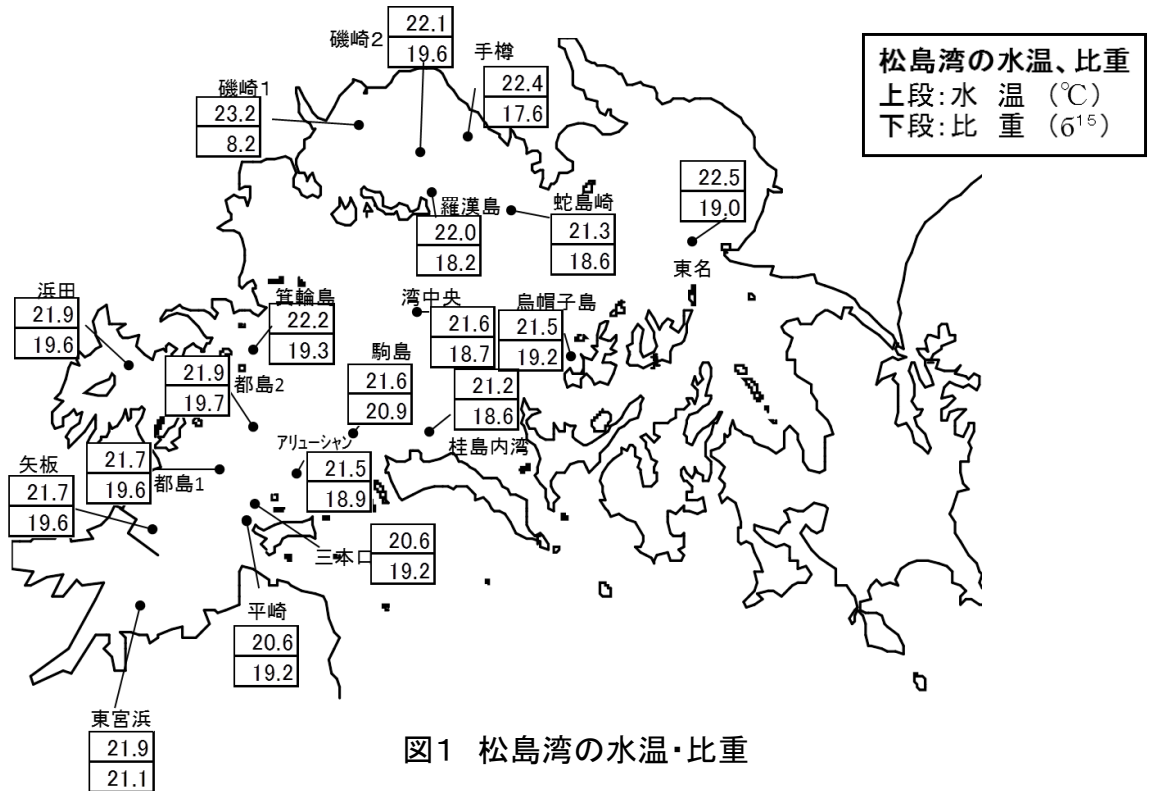 松島湾の水温、比重
上段:水 温 (℃)
下段:比 重 (б¹⁵)
磯崎2
22.1
19.6
手樽
22.4
17.6
磯崎1
23.2
8.2
22.5
19.0
東名
羅漢島
22.0
18.2
蛇島崎
21.3
18.6
浜田
21.9
19.6
箕輪島
22.2
19.3
湾中央
21.6
18.7
烏帽子島
21.5
19.2
駒島
21.6
20.9
21.9
19.7
都島2
21.2
18.6
桂島内湾
アリューシャン
21.5
18.9
矢板
21.7
19.6
21.7
19.6
都島1
三本口
20.6
19.2
平崎
20.6
19.2
東宮浜
21.9
21.1
図1 松島湾の水温・比重